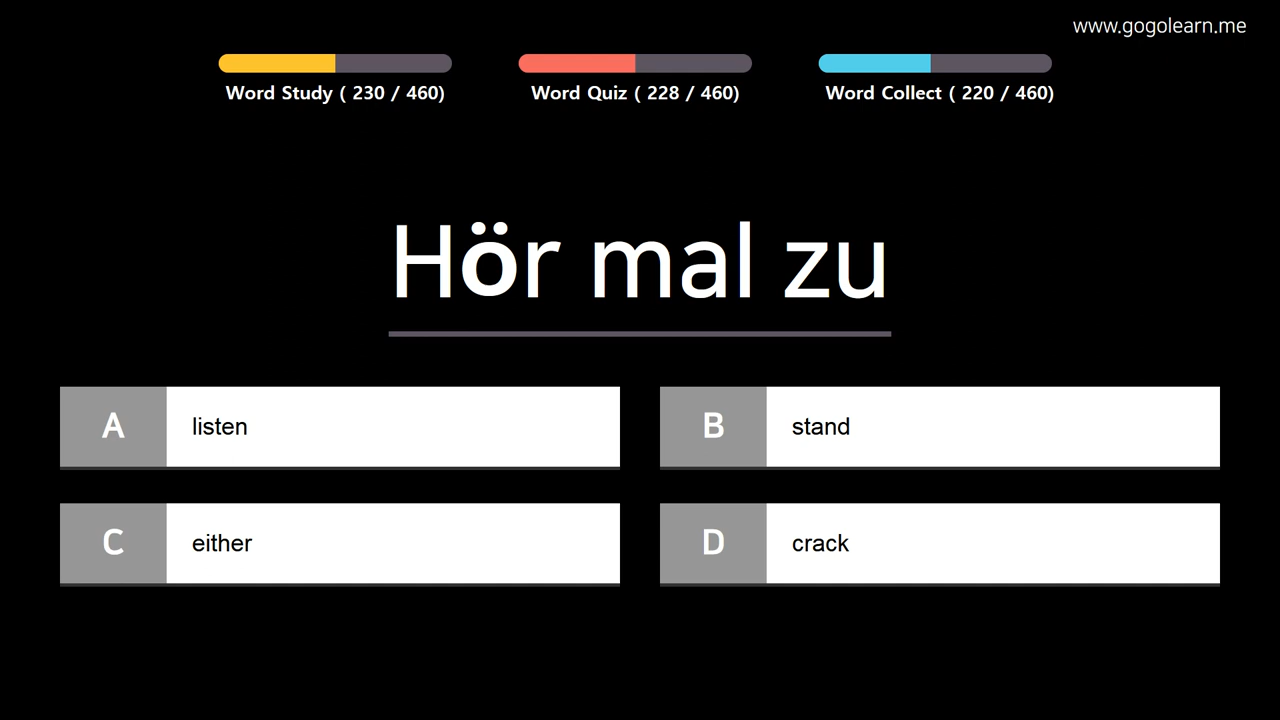 www.gogolearn.me
Word Study ( 230 / 460)
Word Quiz ( 228 / 460)
Word Collect ( 220 / 460)
Hör mal zu
A listen
B stand
C either
D crack